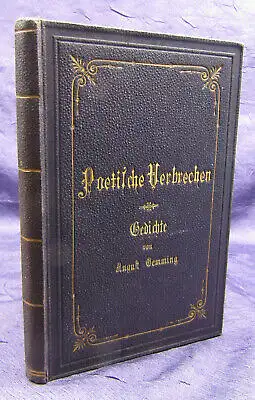 Poetische Verbrechen
Gedichte
von
August Gemming